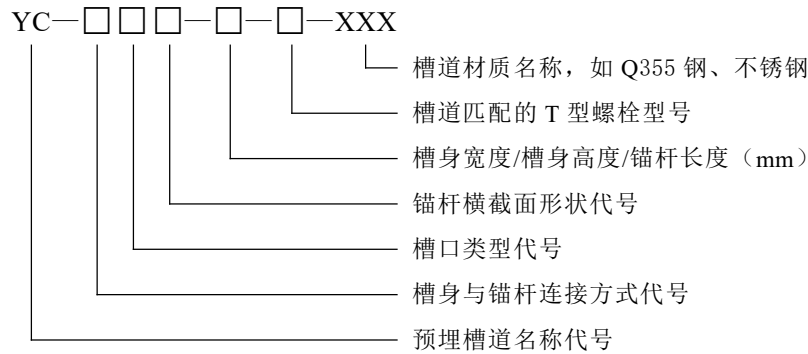 YC—□□□—□—□—XXX
槽道材质名称，如 Q355 钢、不锈钢
槽道匹配的 T 型螺栓型号
槽身宽度/槽身高度/锚杆长度（mm）
锚杆横截面形状代号
槽口类型代号
槽身与锚杆连接方式代号
预埋槽道名称代号